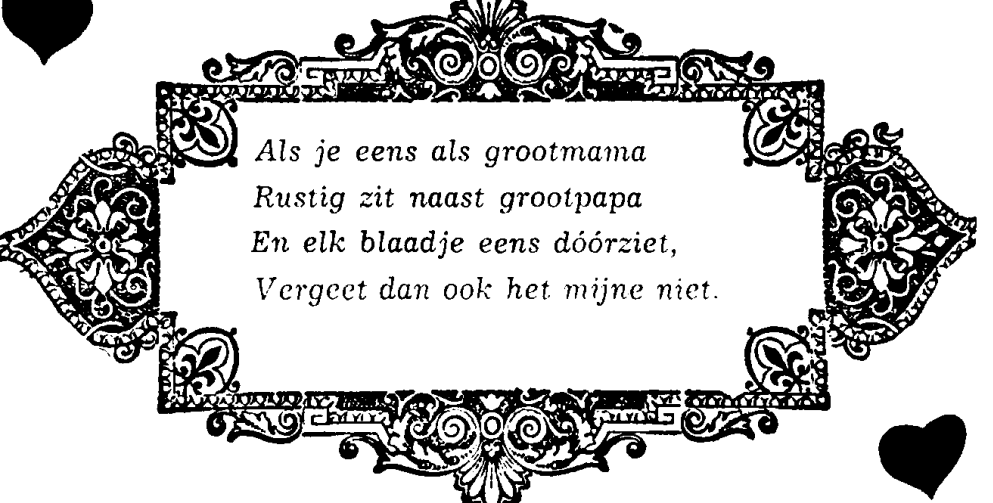 Als je eens als grootmama
Rustig zit naast grootpapa
En elk blaadje eens dóórziet,
Vergeet dan ook het mijne niet.